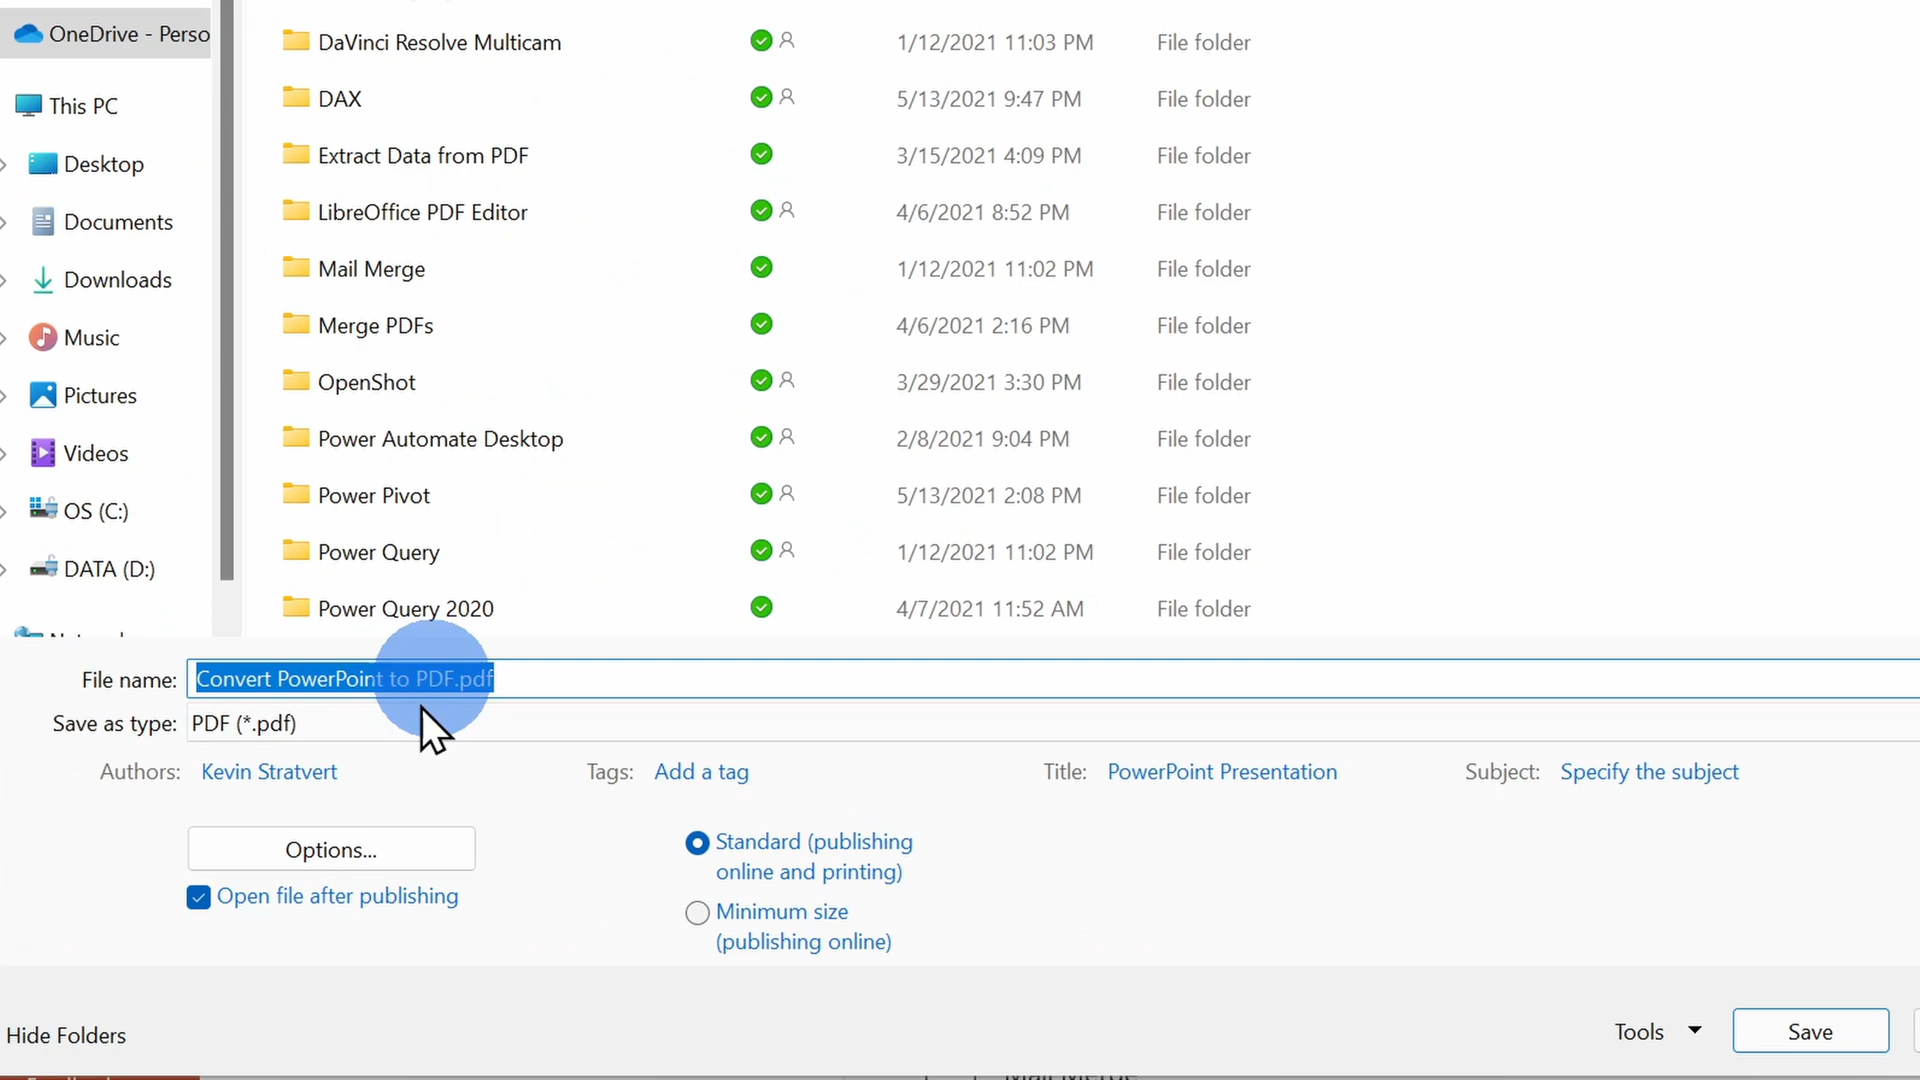 OneDrive - Perso
This PC
Desktop
Documents
Downloads
Music
Pictures
Videos
OS (C:)
DATA (D:)
DaVinci Resolve Multicam 1/12/2021 11:03 PM File folder
DAX 5/13/2021 9:47 PM File folder
Extract Data from PDF 3/15/2021 4:09 PM File folder
LibreOffice PDF Editor 4/6/2021 8:52 PM File folder
Mail Merge 1/12/2021 11:02 PM File folder
Merge PDFs 4/6/2021 2:16 PM File folder
OpenShot 3/29/2021 3:30 PM File folder
Power Automate Desktop 2/8/2021 9:04 PM File folder
Power Pivot 5/13/2021 2:08 PM File folder
Power Query 1/12/2021 11:02 PM File folder
Power Query 2020 4/7/2021 11:52 AM File folder
File name: Convert PowerPoint to PDF.pdf
Save as type: PDF (*.pdf)
Authors: Kevin Stratvert Tags: Add a tag Title: PowerPoint Presentation Subject: Specify the subject
Options...
Open file after publishing
Standard (publishing
online and printing)
Minimum size
(publishing online)
Hide Folders Tools Save